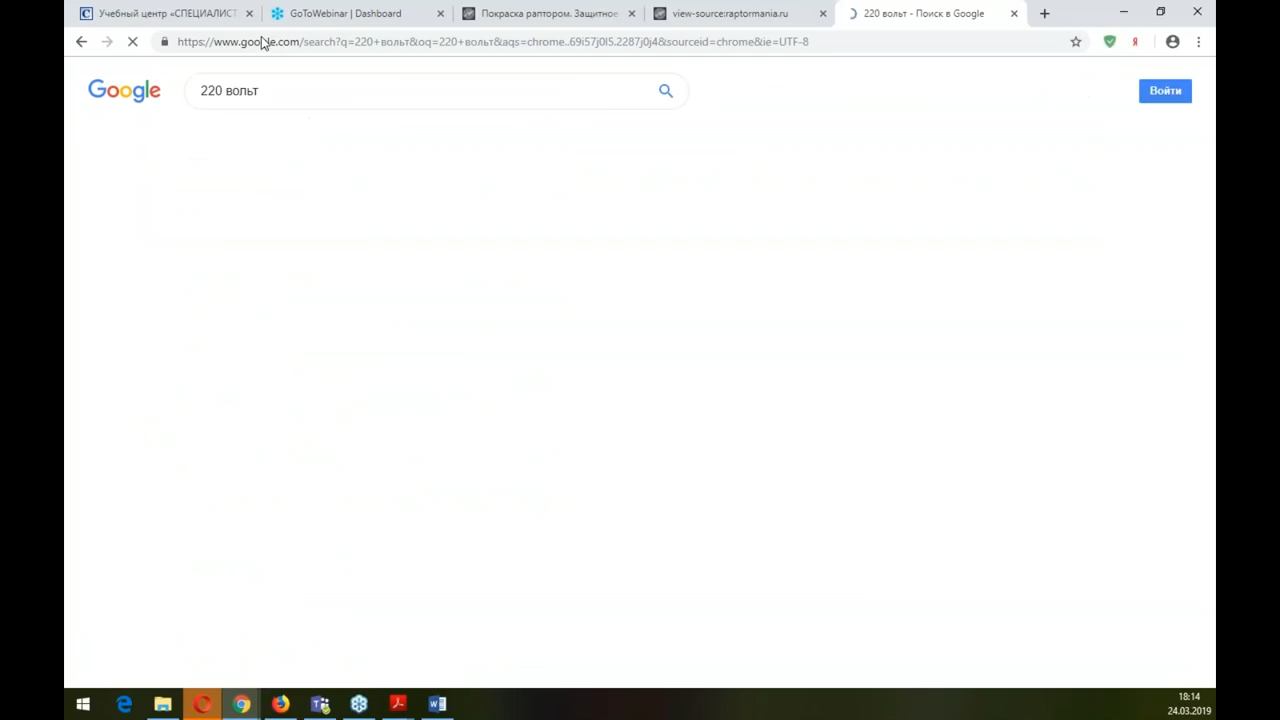 Учебный центр «СПЕЦИАЛИСТ
GoToWebinar | Dashboard
Покраска раптором. Защитное
view-source:raptormania.ru
220 вольт - Поиск в Google
https://www.google.com/search?q=220+вольт&oq=220+вольт&aqs=chrome..69i57j0l5.2287j0j4&sourceid=chrome&ie=UTF-8
Google
220 вольт
Войти
18:14
24.03.2019